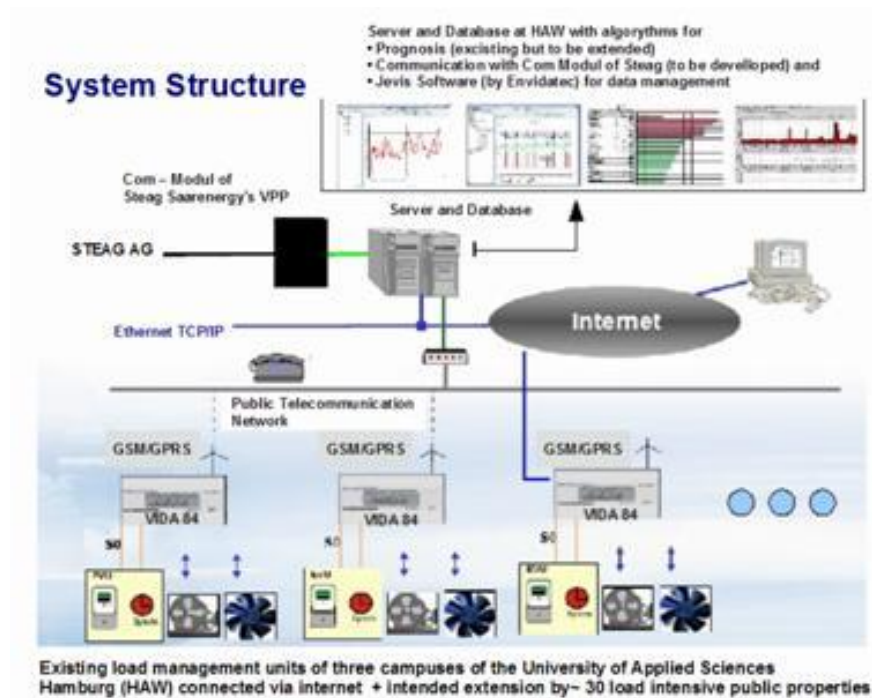 Server and Database at HAW with algorythms for
• Prognosis (excisting but to be extended)
• Communication with Com Modul of Steag (to be develloped) and
• Jevis Software (by Envidatec) for data management
System Structure
Com – Modul of
Steag Saarenergy's VPP
Server and Database
STEAG AG
Internet
Ethernet TCP/IP
Public Telecommunication
Network
GSM/GPRS
GSM/GPRS
GSM/GPRS
VIDA 84
VIDA 84
VIDA 84
S0
S0
S0
Existing load management units of three campuses of the University of Applied Sciences
Hamburg (HAW) connected via internet + intended extension by~ 30 load intensive public properties